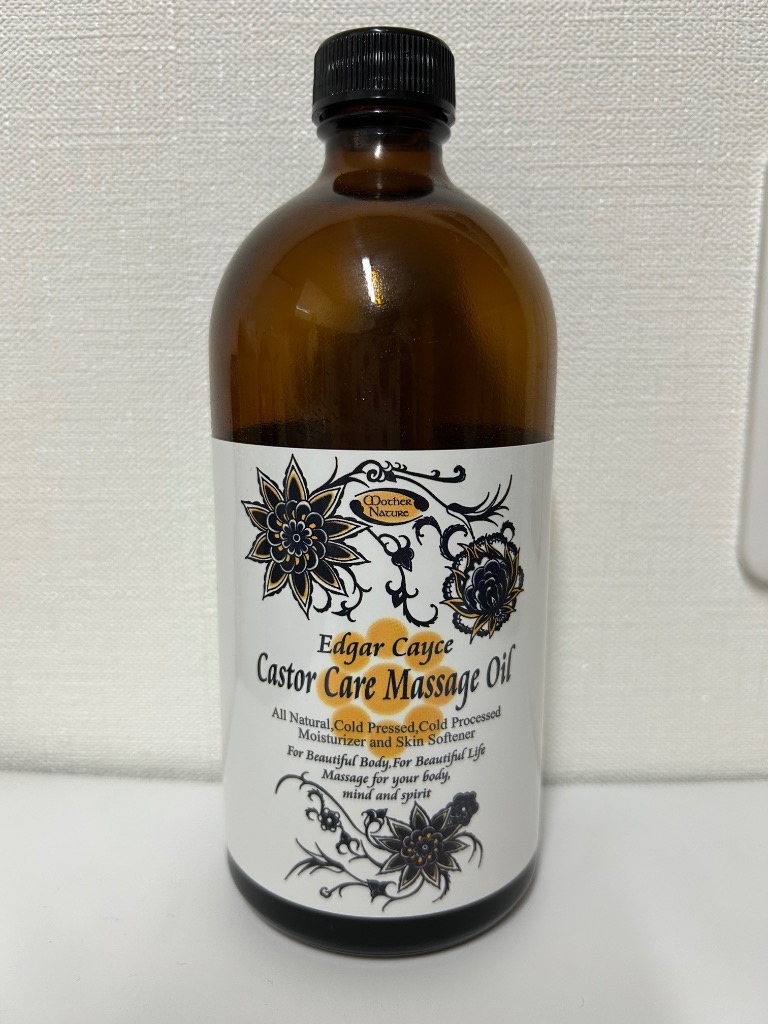 Mother
Nature
Edgar Cayce
Castor Care Massage Oil
All Natural,Cold Pressed,Cold Processed
Moisturizer and Skin Softener
For Beautiful Body,For Beautiful Life
Massage for your body,
mind and spirit